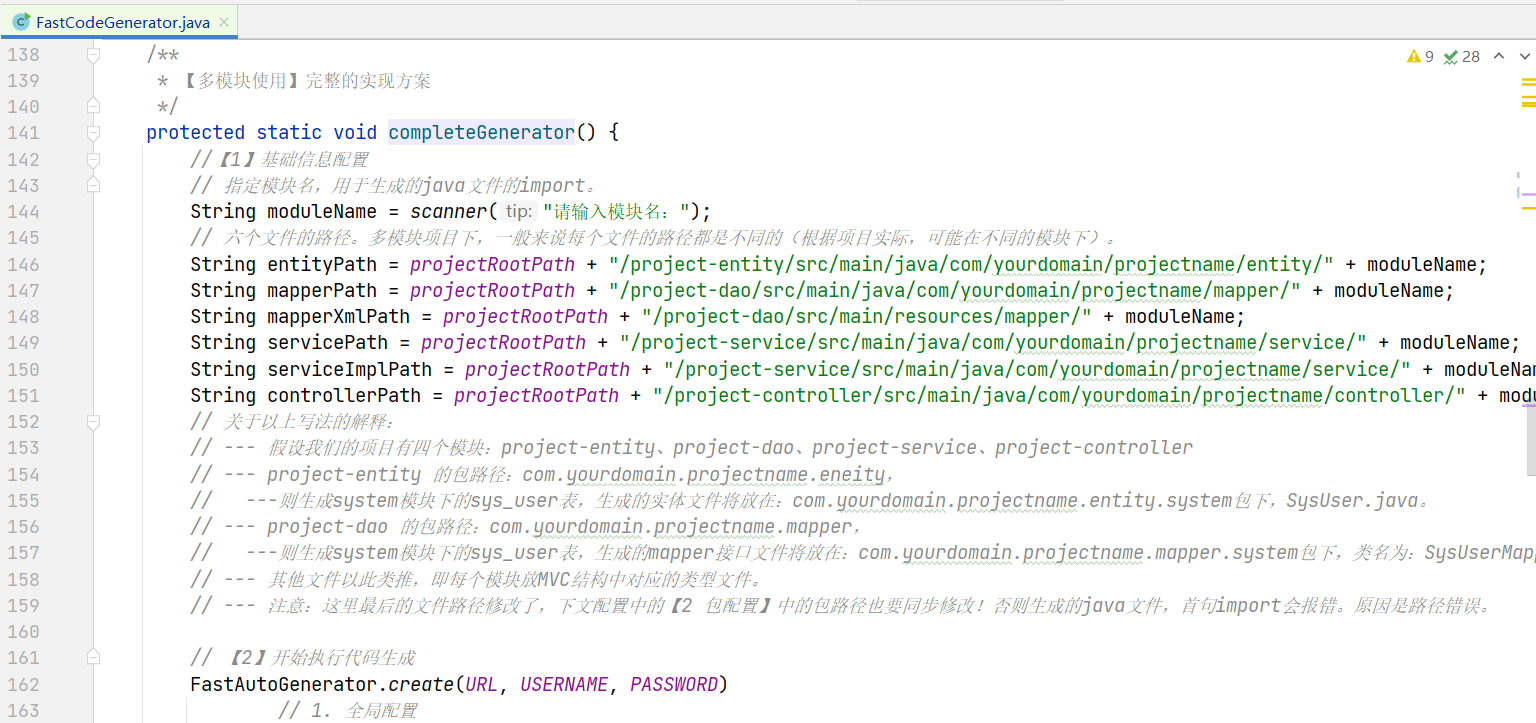 FastCodeGenerator.java
9 28
138 /**
139 * 【多模块使用】完整的实现方案
140 */
141 protected static void completeGenerator() {
142 //【1】基础信息配置
143 // 指定模块名，用于生成的java文件的import。
144 String moduleName = scanner( tip: "请输入模块名：");
145 // 六个文件的路径。多模块项目下，一般来说每个文件的路径都是不同的（根据项目实际，可能在不同的模块下）。
146 String entityPath = projectRootPath + "/project-entity/src/main/java/com/yourdomain/projectname/entity/" + moduleName;
147 String mapperPath = projectRootPath + "/project-dao/src/main/java/com/yourdomain/projectname/mapper/" + moduleName;
148 String mapperXmlPath = projectRootPath + "/project-dao/src/main/resources/mapper/" + moduleName;
149 String servicePath = projectRootPath + "/project-service/src/main/java/com/yourdomain/projectname/service/" + moduleName;
150 String serviceImplPath = projectRootPath + "/project-service/src/main/java/com/yourdomain/projectname/service/" + moduleNam
151 String controllerPath = projectRootPath + "/project-controller/src/main/java/com/yourdomain/projectname/controller/" + modu
152 // 关于以上写法的解释：
153 // --- 假设我们的项目有四个模块：project-entity、project-dao、project-service、project-controller
154 // --- project-entity 的包路径：com.yourdomain.projectname.eneity，
155 // ---则生成system模块下的sys_user表，生成的实体文件将放在：com.yourdomain.projectname.entity.system包下，SysUser.java。
156 // --- project-dao 的包路径：com.yourdomain.projectname.mapper，
157 // ---则生成system模块下的sys_user表，生成的mapper接口文件将放在：com.yourdomain.projectname.mapper.system包下，类名为：SysUserMapp
158 // --- 其他文件以此类推，即每个模块放MVC结构中对应的类型文件。
159 // --- 注意：这里最后的文件路径修改了，下文配置中的【2 包配置】中的包路径也要同步修改！否则生成的java文件，首句import会报错。原因是路径错误。
160
161 // 【2】开始执行代码生成
162 FastAutoGenerator.create(URL, USERNAME, PASSWORD)
163 // 1. 全局配置